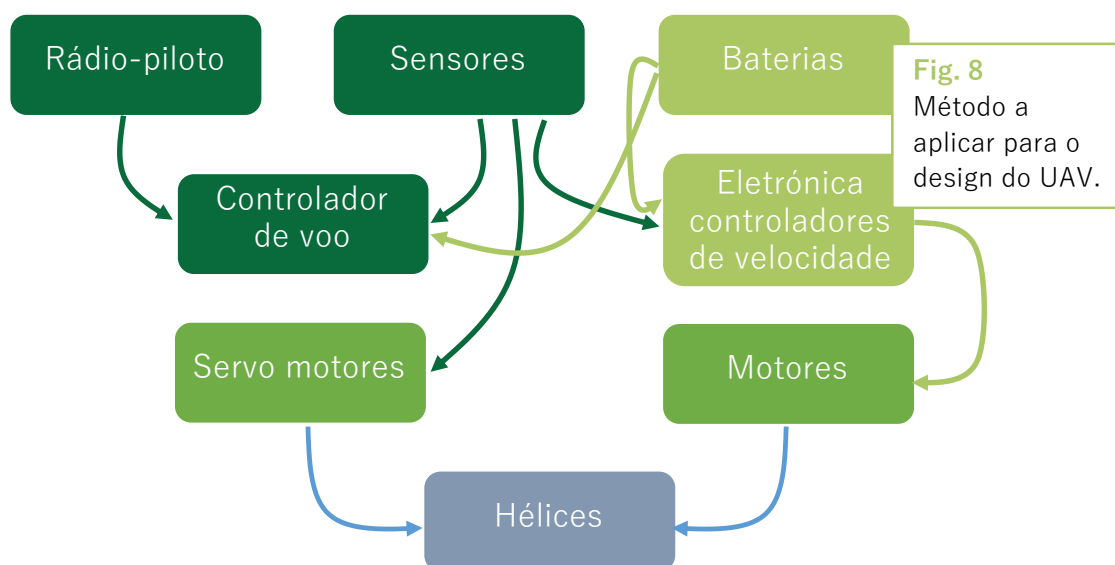 Rádio-piloto
Sensores
Baterias
Fig. 8
Método a
aplicar para o
design do UAV.
Controlador
de voo
Eletrónica
controladores
de velocidade
Servo motores
Motores
Hélices